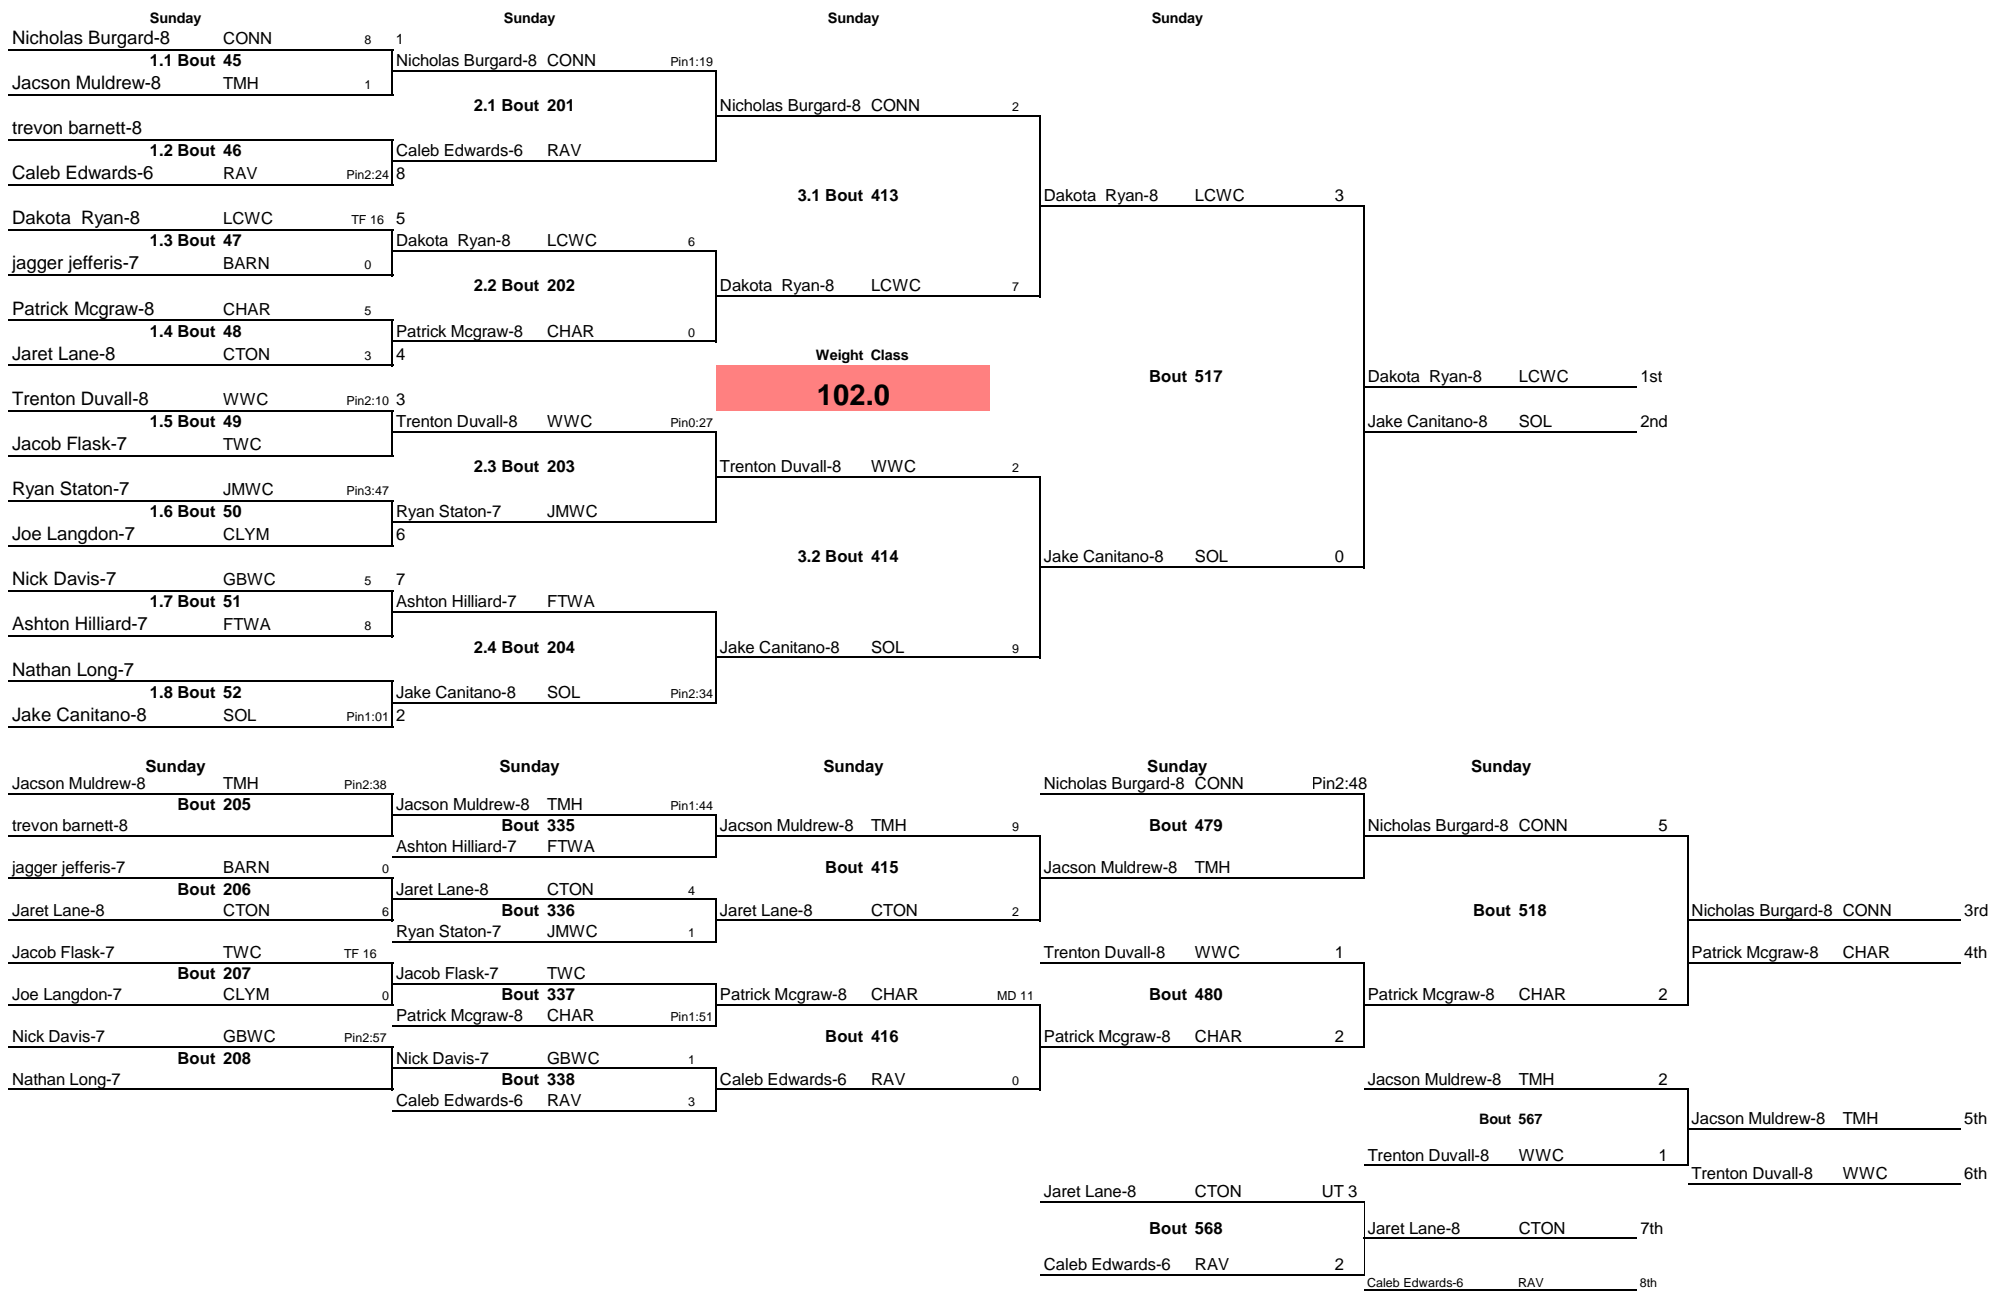 Sunday Sunday Sunday Sunday
Nicholas Burgard-8 CONN 8 1
1.1 Bout 45 Nicholas Burgard-8 CONN Pin1:19
Jacson Muldrew-8 TMH 1
2.1 Bout 201 Nicholas Burgard-8 CONN 2
trevon barnett-8
1.2 Bout 46 Caleb Edwards-6 RAV
Caleb Edwards-6 RAV Pin2:24 8
3.1 Bout 413 Dakota Ryan-8 LCWC 3
Dakota Ryan-8 LCWC TF 16 5
1.3 Bout 47 Dakota Ryan-8 LCWC 6
jagger jefferis-7 BARN 0
2.2 Bout 202 Dakota Ryan-8 LCWC 7
Patrick Mcgraw-8 CHAR 5
1.4 Bout 48 Patrick Mcgraw-8 CHAR 0
Jaret Lane-8 CTON 3 4 Weight Class
Bout 517 Dakota Ryan-8 LCWC 1st
Trenton Duvall-8 WWC Pin2:10 3 102.0
1.5 Bout 49 Trenton Duvall-8 WWC Pin0:27 Jake Canitano-8 SOL 2nd
Jacob Flask-7 TWC
2.3 Bout 203 Trenton Duvall-8 WWC 2
Ryan Staton-7 JMWC Pin3:47
1.6 Bout 50 Ryan Staton-7 JMWC
Joe Langdon-7 CLYM 6
3.2 Bout 414 Jake Canitano-8 SOL 0
Nick Davis-7 GBWC 5 7
1.7 Bout 51 Ashton Hilliard-7 FTWA
Ashton Hilliard-7 FTWA 8
2.4 Bout 204 Jake Canitano-8 SOL 9
Nathan Long-7
1.8 Bout 52 Jake Canitano-8 SOL Pin2:34
Jake Canitano-8 SOL Pin1:01 2
Sunday Sunday Sunday Sunday Sunday
Jacson Muldrew-8 TMH Pin2:38 Nicholas Burgard-8 CONN Pin2:48
Bout 205 Jacson Muldrew-8 TMH Pin1:44
trevon barnett-8 Bout 335 Jacson Muldrew-8 TMH 9 Bout 479 Nicholas Burgard-8 CONN 5
Ashton Hilliard-7 FTWA
jagger jefferis-7 BARN 0 Bout 415 Jacson Muldrew-8 TMH
Bout 206 Jaret Lane-8 CTON 4
Jaret Lane-8 CTON 6 Bout 336 Jaret Lane-8 CTON 2 Bout 518 Nicholas Burgard-8 CONN 3rd
Ryan Staton-7 JMWC 1
Jacob Flask-7 TWC TF 16 Trenton Duvall-8 WWC 1 Patrick Mcgraw-8 CHAR 4th
Bout 207 Jacob Flask-7 TWC
Joe Langdon-7 CLYM 0 Bout 337 Patrick Mcgraw-8 CHAR MD 11 Bout 480 Patrick Mcgraw-8 CHAR 2
Patrick Mcgraw-8 CHAR Pin1:51
Nick Davis-7 GBWC Pin2:57 Bout 416 Patrick Mcgraw-8 CHAR 2
Bout 208 Nick Davis-7 GBWC 1
Nathan Long-7 Bout 338 Caleb Edwards-6 RAV 0 Jacson Muldrew-8 TMH 2
Caleb Edwards-6 RAV 3
Bout 567 Jacson Muldrew-8 TMH 5th
Trenton Duvall-8 WWC 1
Trenton Duvall-8 WWC 6th
Jaret Lane-8 CTON UT 3
Bout 568 Jaret Lane-8 CTON 7th
Caleb Edwards-6 RAV 2
Caleb Edwards-6 RAV 8th